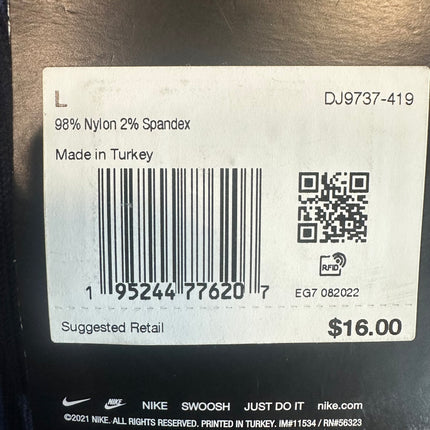 L
DJ9737-419
98% Nylon 2% Spandex
Made in Turkey
RFID
1 95244 77620 7
EG7 082022
Suggested Retail
$16.00
NIKE NIKE SWOOSH JUST DO IT nike.com
©2021 NIKE. ALL RIGHTS RESERVED. PRINTED IN TURKEY. IM#11534 / RN#56323